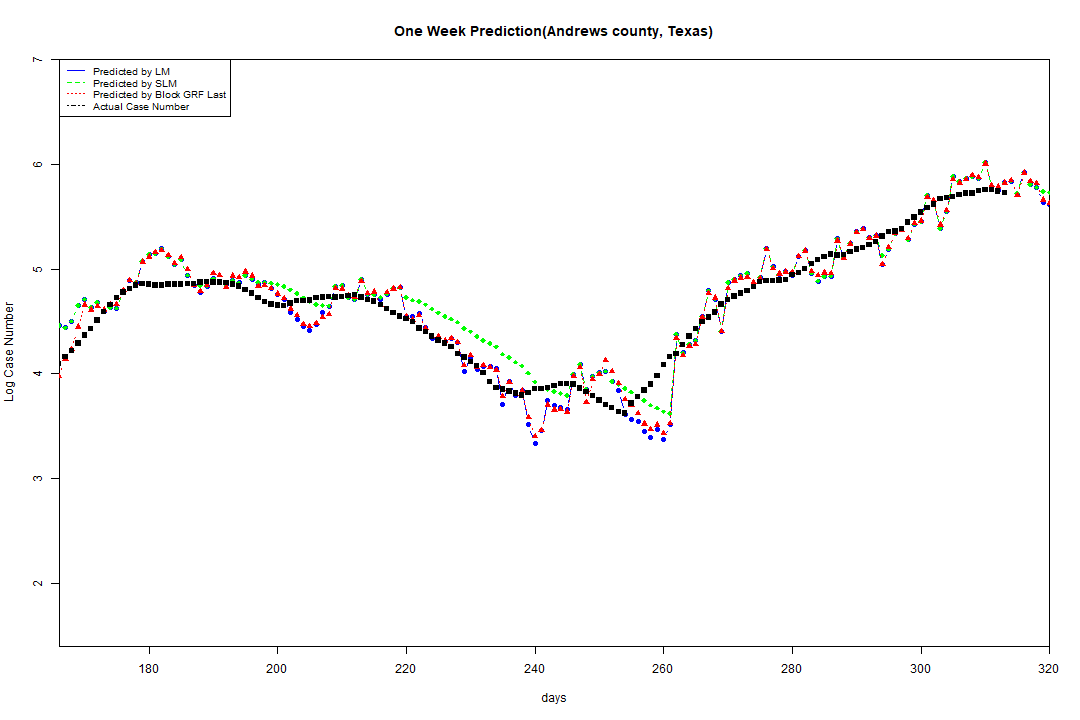 One Week Prediction(Andrews county, Texas)
Predicted by LM
Predicted by SLM
Predicted by Block GRF Last
Actual Case Number
7
6
5
4
3
2
Log Case Number
180 200 220 240 260 280 300 320
days